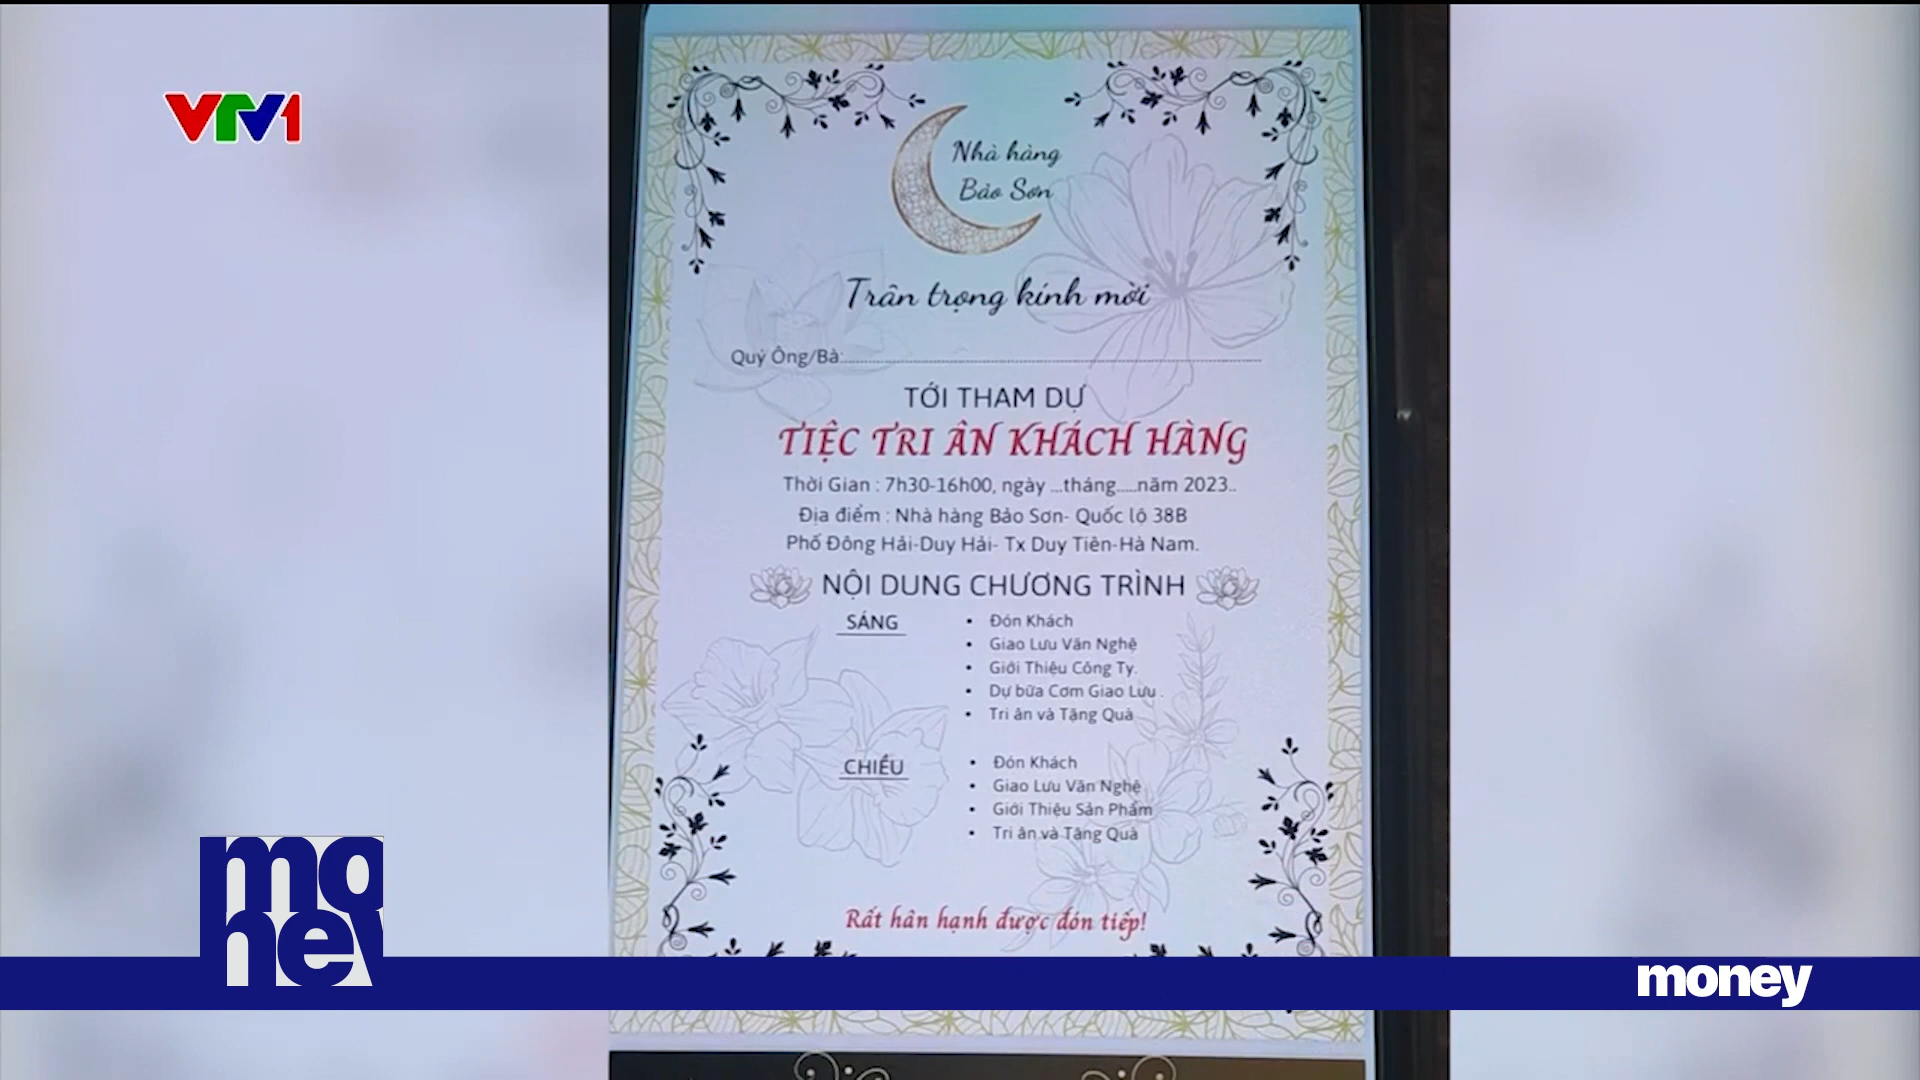 VTV1
Nhà hàng
Bảo Sơn
Trân trọng kính mời
Quý Ông/Bà:
TỚI THAM DỰ
TIỆC TRI ÂN KHÁCH HÀNG
Thời Gian : 7h30-16h00, ngày ...tháng.....năm 2023..
Địa điểm : Nhà hàng Bảo Sơn- Quốc lộ 38B
Phố Đông Hải-Duy Hải- Tx Duy Tiên-Hà Nam.
NỘI DUNG CHƯƠNG TRÌNH
SÁNG
• Đón Khách
• Giao Lưu Văn Nghệ
• Giới Thiệu Công Ty.
• Dự bữa Cơm Giao Lưu .
• Tri ân và Tặng Quà
CHIỀU
• Đón Khách
• Giao Lưu Văn Nghệ
• Giới Thiệu Sản Phẩm
• Tri ân và Tặng Quà
Rất hân hạnh được đón tiếp!
mo
ney
money